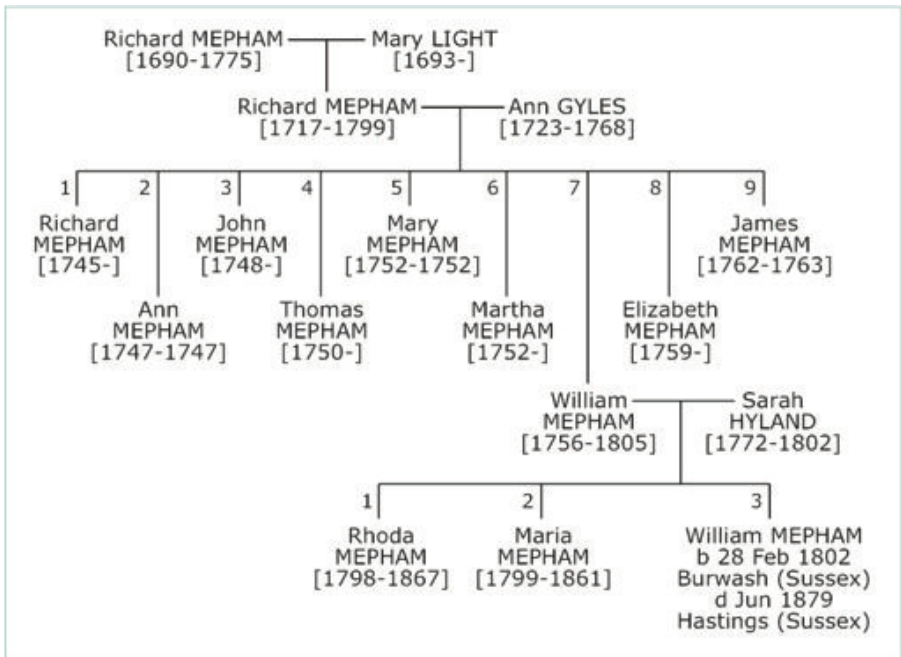 Richard MEPHAM Mary LIGHT
[1690-1775] [1693-]
Richard MEPHAM Ann GYLES
[1717-1799] [1723-1768]
1 2 3 4 5 6 7 8 9
Richard John Mary James
MEPHAM MEPHAM MEPHAM MEPHAM
[1745-] [1748-] [1752-1752] [1762-1763]
Ann Thomas Martha Elizabeth
MEPHAM MEPHAM MEPHAM MEPHAM
[1747-1747] [1750-] [1752-] [1759-]
William Sarah
MEPHAM HYLAND
[1756-1805] [1772-1802]
1 2 3
Rhoda Maria William MEPHAM
MEPHAM MEPHAM b 28 Feb 1802
[1798-1867] [1799-1861] Burwash (Sussex)
d Jun 1879
Hastings (Sussex)